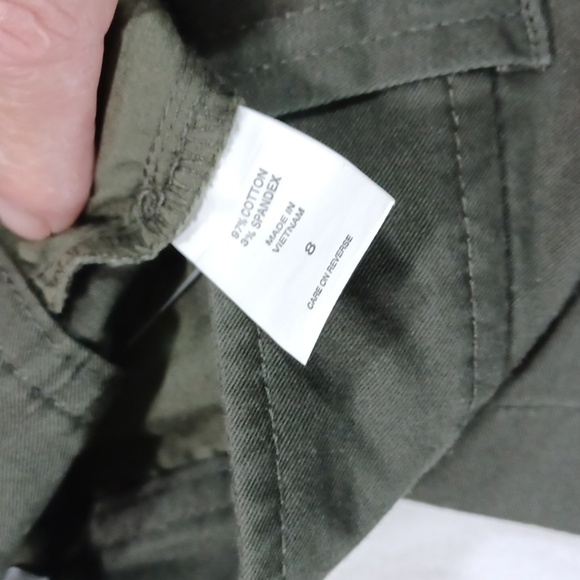 97% COTTON
3% SPANDEX
MADE IN
VIETNAM
8
CARE ON REVERSE